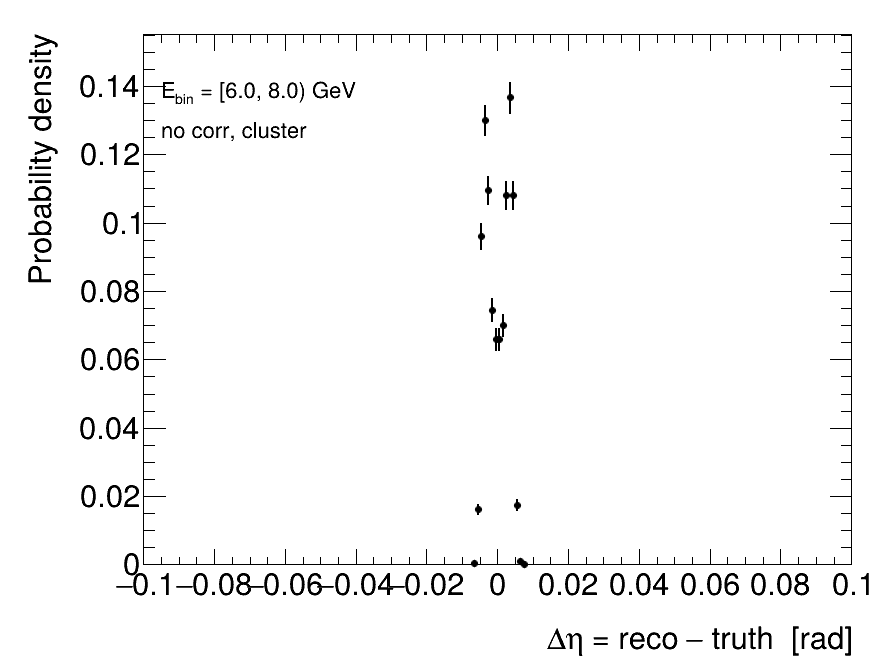 Probability density
0.14
0.12
0.1
0.08
0.06
0.04
0.02
0
E_bin = [6.0, 8.0) GeV
no corr, cluster
−0.1 −0.08 −0.06 −0.04 −0.02 0 0.02 0.04 0.06 0.08 0.1
Δη = reco − truth [rad]